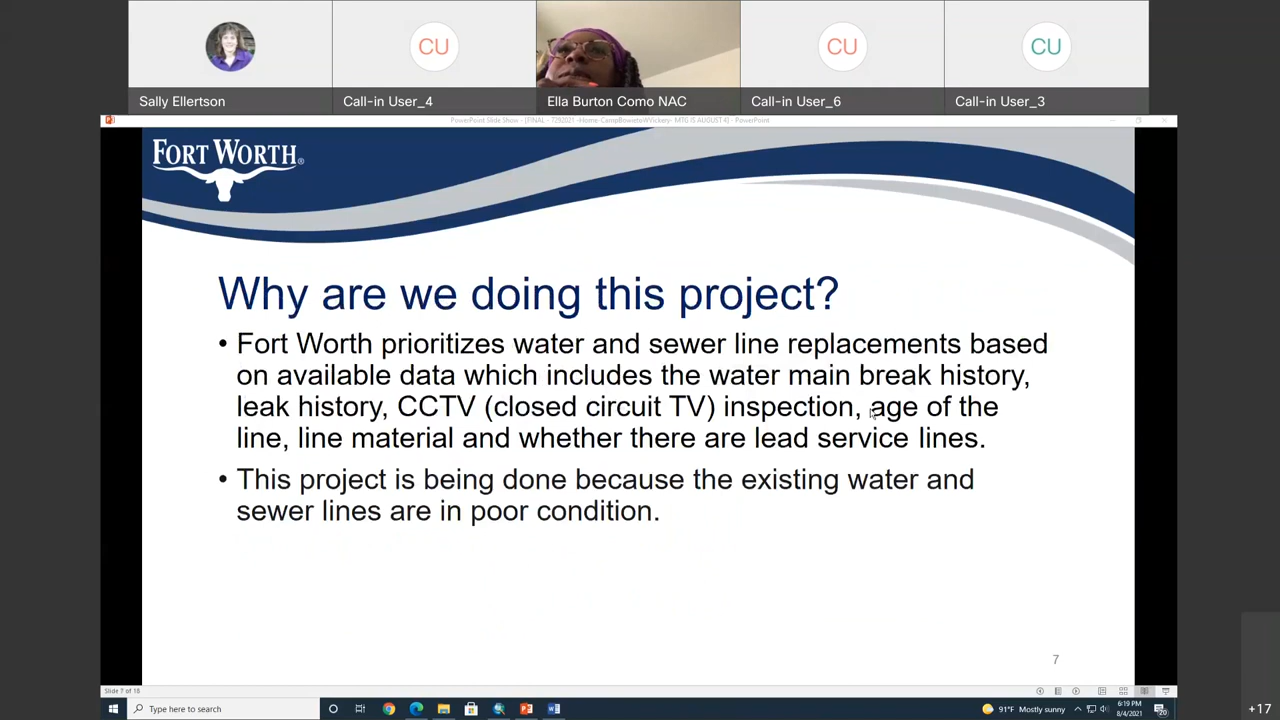 CU
CU
CU
Sally Ellertson
Call-in User_4
Ella Burton Como NAC
Call-in User_6
Call-in User_3
FORT WORTH®
Why are we doing this project?
• Fort Worth prioritizes water and sewer line replacements based
on available data which includes the water main break history,
leak history, CCTV (closed circuit TV) inspection, age of the
line, line material and whether there are lead service lines.
• This project is being done because the existing water and
sewer lines are in poor condition.
7
Slide 7 of 18
Type here to search
91°F Mostly sunny
6:19 PM
8/4/2021
20
+17